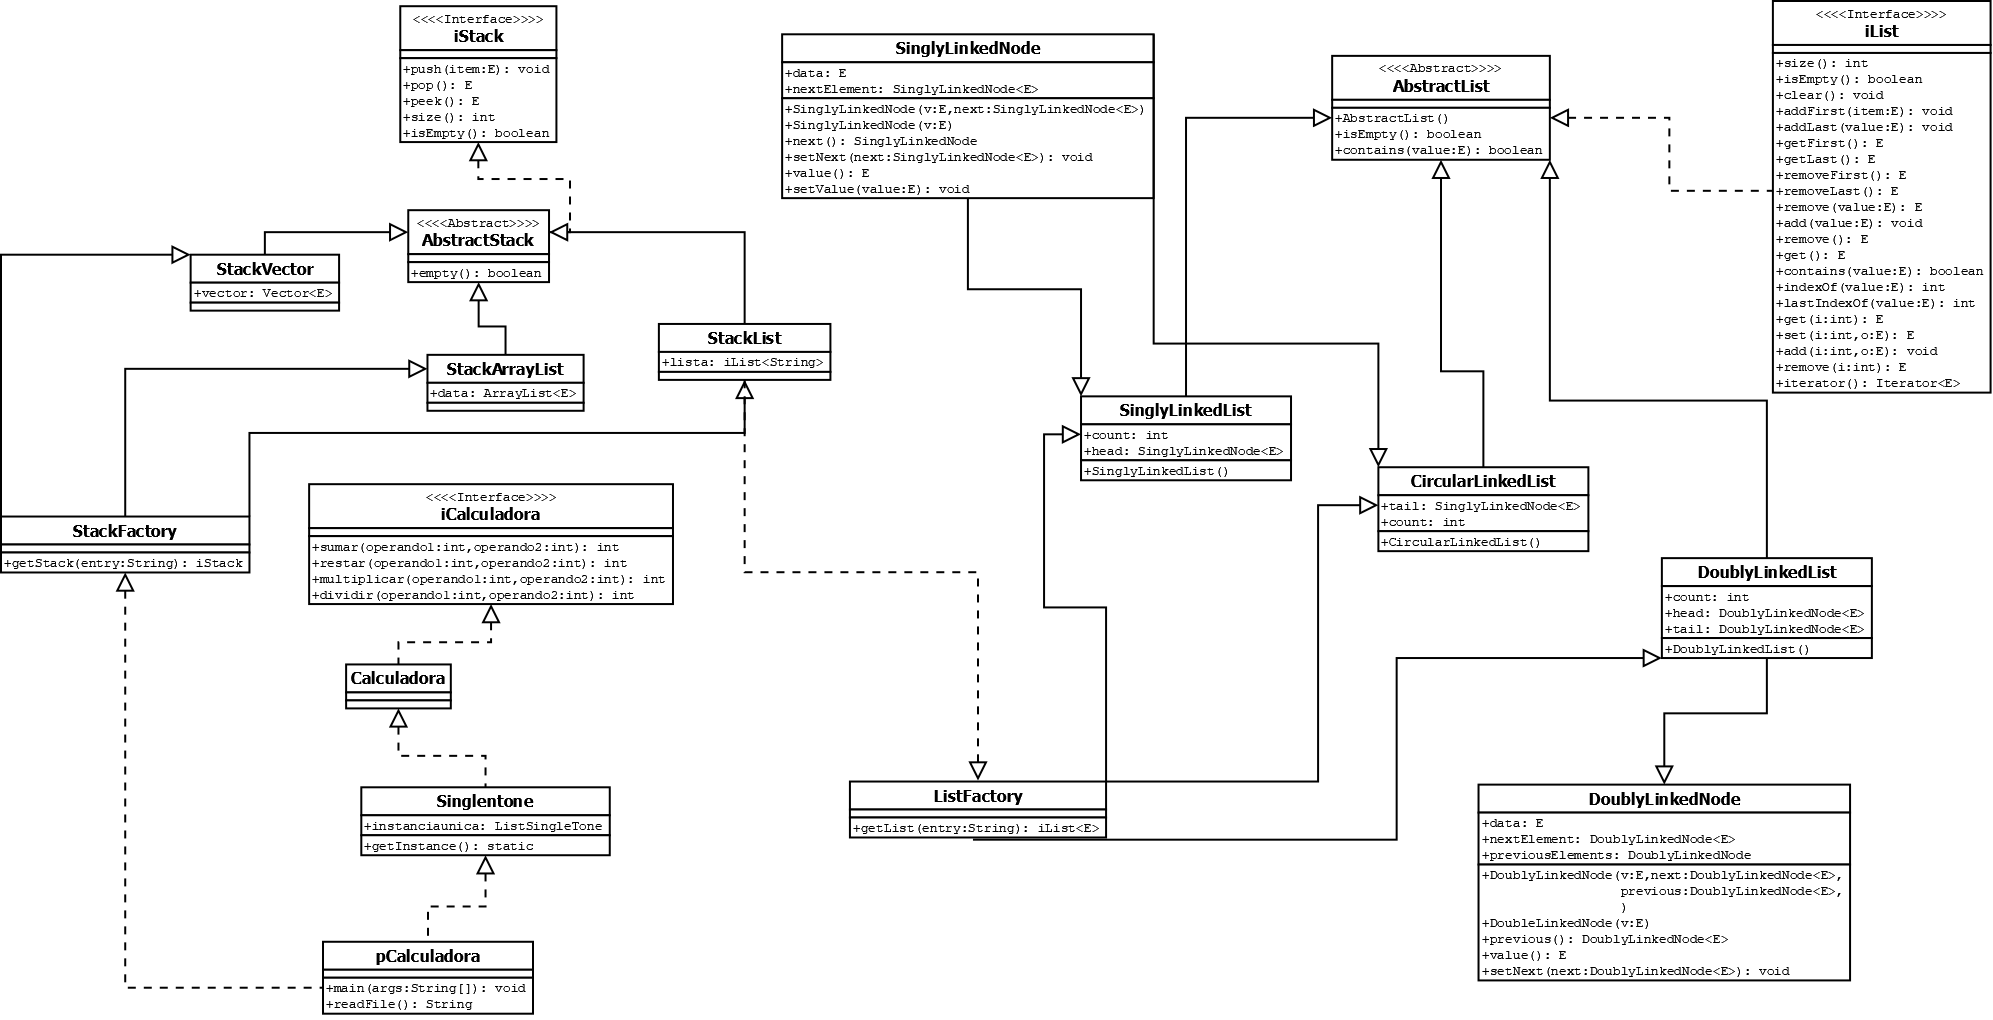 <<<<Interface>>>>
iStack
+push(item:E): void
+pop(): E
+peek(): E
+size(): int
+isEmpty(): boolean
<<<<Abstract>>>>
AbstractStack
+empty(): boolean
StackVector
+vector: Vector<E>
StackArrayList
+data: ArrayList<E>
StackList
+lista: iList<String>
StackFactory
+getStack(entry:String): iStack
<<<<Interface>>>>
iCalculadora
+sumar(operando1:int,operando2:int): int
+restar(operando1:int,operando2:int): int
+multiplicar(operando1:int,operando2:int): int
+dividir(operando1:int,operando2:int): int
Calculadora
Singlentone
+instanciaunica: ListSingleTone
+getInstance(): static
pCalculadora
+main(args:String[]): void
+readFile(): String
SinglyLinkedNode
+data: E
+nextElement: SinglyLinkedNode<E>
+SinglyLinkedNode(v:E,next:SinglyLinkedNode<E>)
+SinglyLinkedNode(v:E)
+next(): SinglyLinkedNode
+setNext(next:SinglyLinkedNode<E>): void
+value(): E
+setValue(value:E): void
<<<<Abstract>>>>
AbstractList
+AbstractList()
+isEmpty(): boolean
+contains(value:E): boolean
<<<<Interface>>>>
iList
+size(): int
+isEmpty(): boolean
+clear(): void
+addFirst(item:E): void
+addLast(value:E): void
+getFirst(): E
+getLast(): E
+removeFirst(): E
+removeLast(): E
+remove(value:E): E
+add(value:E): void
+remove(): E
+get(): E
+contains(value:E): boolean
+indexOf(value:E): int
+lastIndexOf(value:E): int
+get(i:int): E
+set(i:int,o:E): E
+add(i:int,o:E): void
+remove(i:int): E
+iterator(): Iterator<E>
SinglyLinkedList
+count: int
+head: SinglyLinkedNode<E>
+SinglyLinkedList()
CircularLinkedList
+tail: SinglyLinkedNode<E>
+count: int
+CircularLinkedList()
DoublyLinkedList
+count: int
+head: DoublyLinkedNode<E>
+tail: DoublyLinkedNode<E>
+DoublyLinkedList()
ListFactory
+getList(entry:String): iList<E>
DoublyLinkedNode
+data: E
+nextElement: DoublyLinkedNode<E>
+previousElements: DoublyLinkedNode
+DoublyLinkedNode(v:E,next:DoublyLinkedNode<E>,
previous:DoublyLinkedNode<E>,
)
+DoubleLinkedNode(v:E)
+previous(): DoublyLinkedNode<E>
+value(): E
+setNext(next:DoublyLinkedNode<E>): void